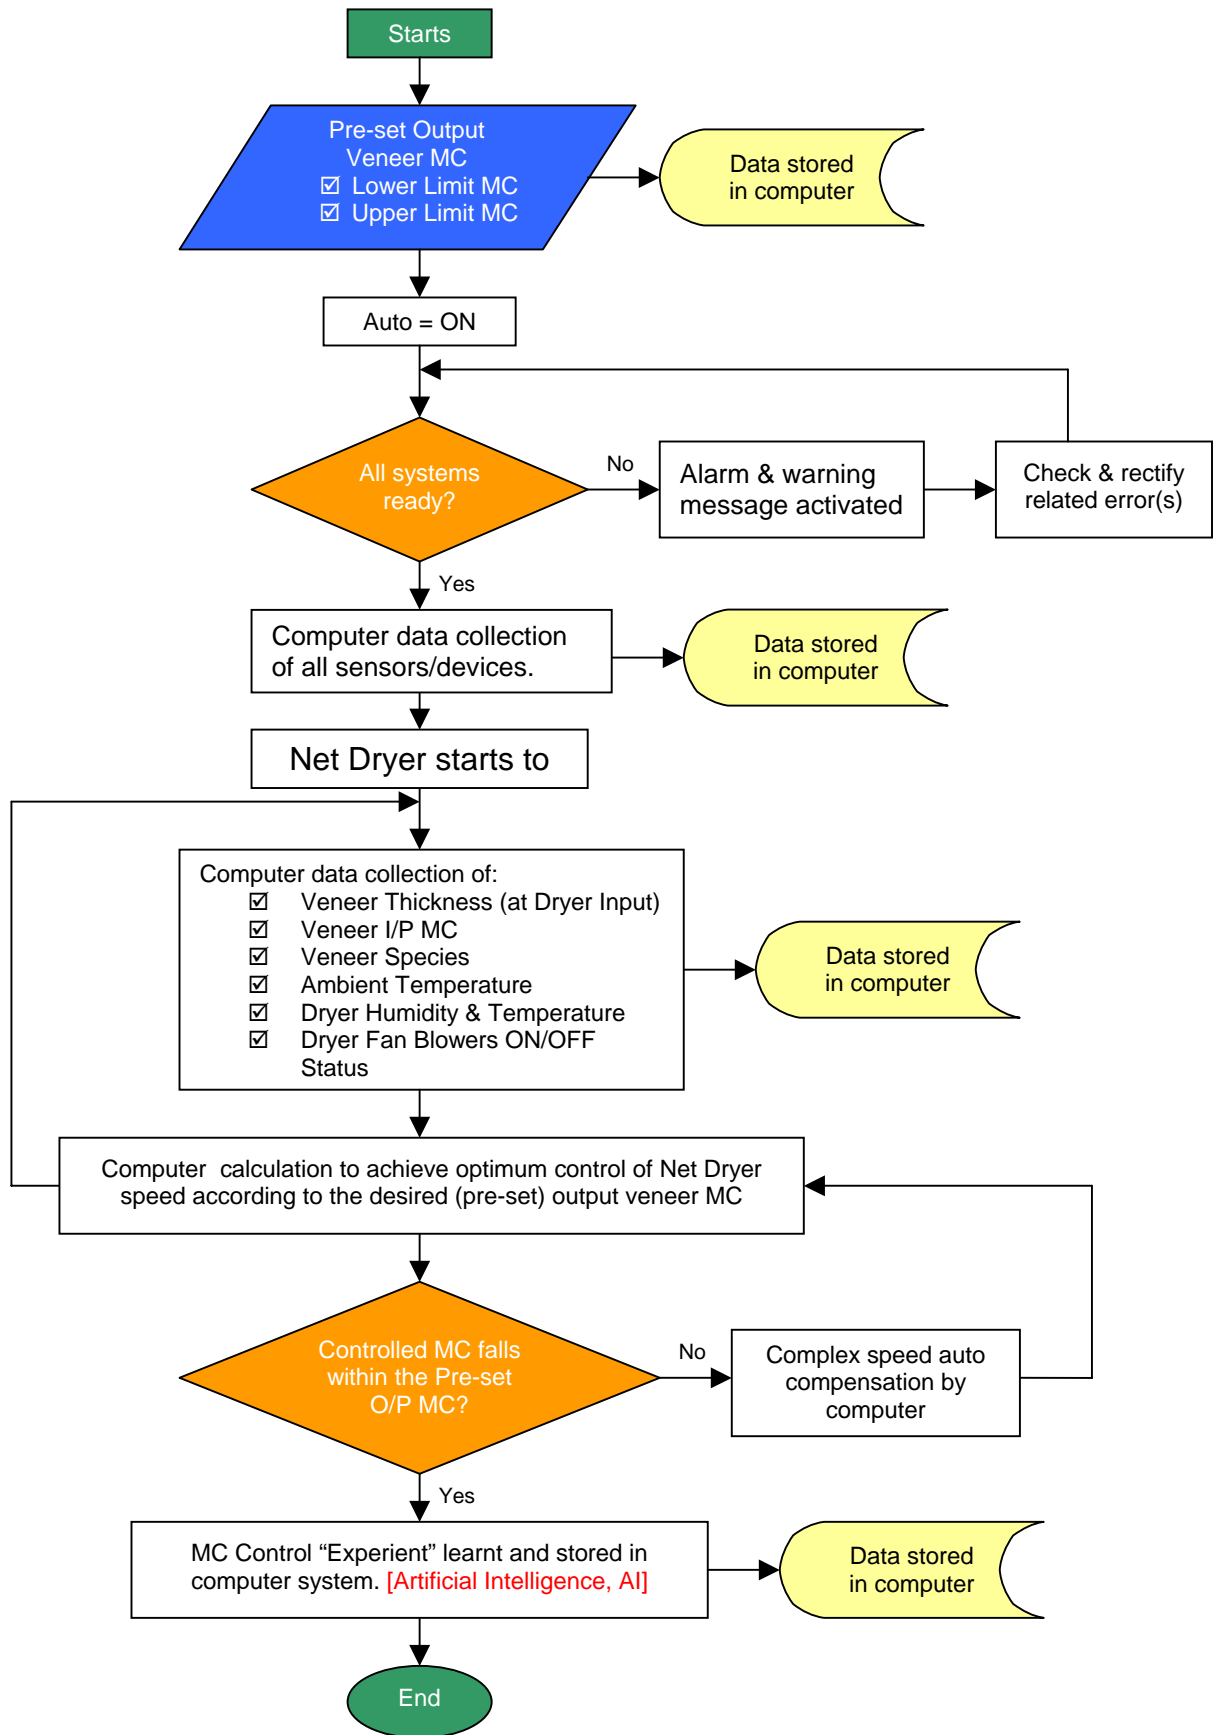 Starts
Pre-set Output
Veneer MC
☑ Lower Limit MC
☑ Upper Limit MC
Data stored
in computer
Auto = ON
All systems
ready?
No
Alarm & warning
message activated
Check & rectify
related error(s)
Yes
Computer data collection
of all sensors/devices.
Data stored
in computer
Net Dryer starts to
Computer data collection of:
☑ Veneer Thickness (at Dryer Input)
☑ Veneer I/P MC
☑ Veneer Species
☑ Ambient Temperature
☑ Dryer Humidity & Temperature
☑ Dryer Fan Blowers ON/OFF
Status
Data stored
in computer
Computer calculation to achieve optimum control of Net Dryer
speed according to the desired (pre-set) output veneer MC
Controlled MC falls
within the Pre-set
O/P MC?
No
Complex speed auto
compensation by
computer
Yes
MC Control “Experient” learnt and stored in
computer system. [Artificial Intelligence, AI]
Data stored
in computer
End